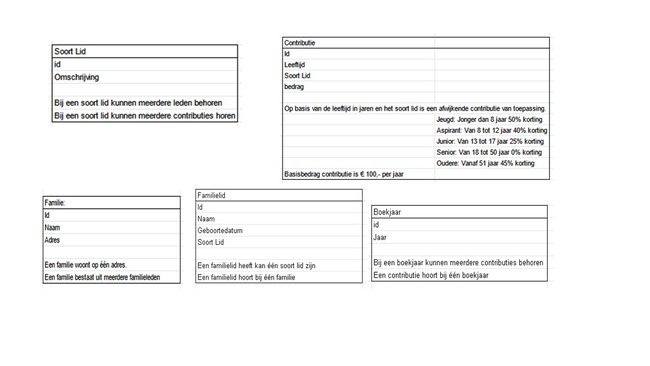 Soort Lid
id
Omschrijving
Bij een soort lid kunnen meerdere leden behoren
Bij een soort lid kunnen meerdere contributies horen
Contributie
Id
Leeftijd
Soort Lid
bedrag
Op basis van de leeftijd in jaren en het soort lid is een afwijkende contributie van toepassing.
Jeugd: Jonger dan 8 jaar 50% korting
Aspirant: Van 8 tot 12 jaar 40% korting
Junior: Van 13 tot 17 jaar 25% korting
Senior: Van 18 tot 50 jaar 0% korting
Oudere: Vanaf 51 jaar 45% korting
Basisbedrag contributie is € 100,- per jaar
Familie:
Id
Naam
Adres
Een familie woont op één adres.
Een familie bestaat uit meerdere familieleden
Familielid
Id
Naam
Geboortedatum
Soort Lid
Een familielid heeft kan één soort lid zijn
Een familielid hoort bij één familie
Boekjaar
id
Jaar
Bij een boekjaar kunnen meerdere contributies behoren
Een contributie hoort bij één boekjaar